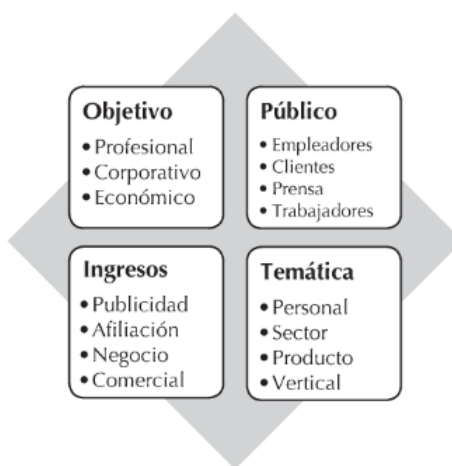 Objetivo
• Profesional
• Corporativo
• Económico
Público
• Empleadores
• Clientes
• Prensa
• Trabajadores
Ingresos
• Publicidad
• Afiliación
• Negocio
• Comercial
Temática
• Personal
• Sector
• Producto
• Vertical